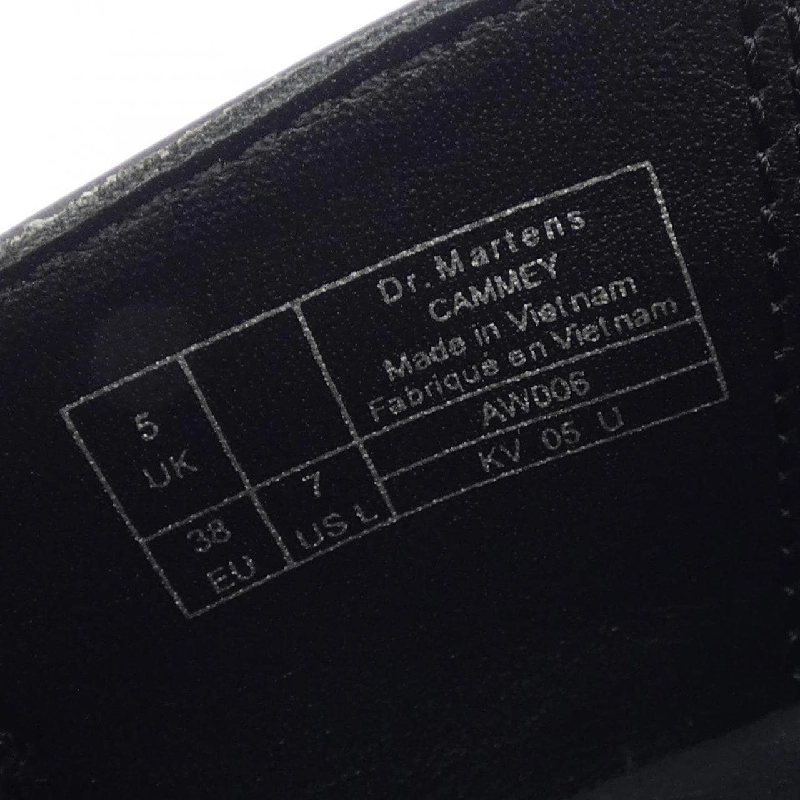 Dr. Martens
CAMMEY
Made in Vietnam
Fabriqué en Vietnam
AW006
KV 05 U
5
UK
38
EU
7
US L